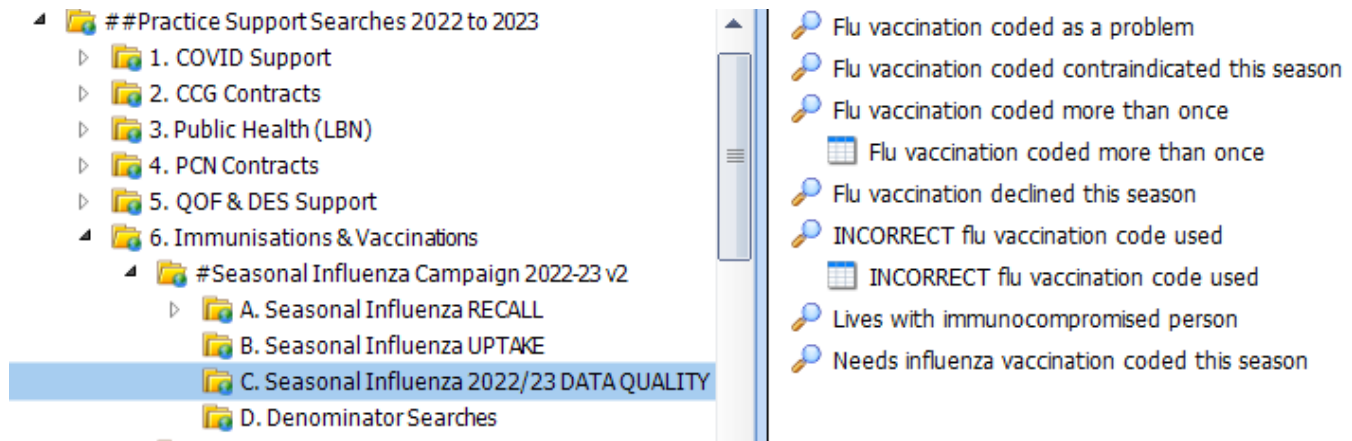 ##Practice Support Searches 2022 to 2023
1. COVID Support
2. CCG Contracts
3. Public Health (LBN)
4. PCN Contracts
5. QOF & DES Support
6. Immunisations & Vaccinations
#Seasonal Influenza Campaign 2022-23 v2
A. Seasonal Influenza RECALL
B. Seasonal Influenza UPTAKE
C. Seasonal Influenza 2022/23 DATA QUALITY
D. Denominator Searches
Flu vaccination coded as a problem
Flu vaccination coded contraindicated this season
Flu vaccination coded more than once
Flu vaccination coded more than once
Flu vaccination declined this season
INCORRECT flu vaccination code used
INCORRECT flu vaccination code used
Lives with immunocompromised person
Needs influenza vaccination coded this season